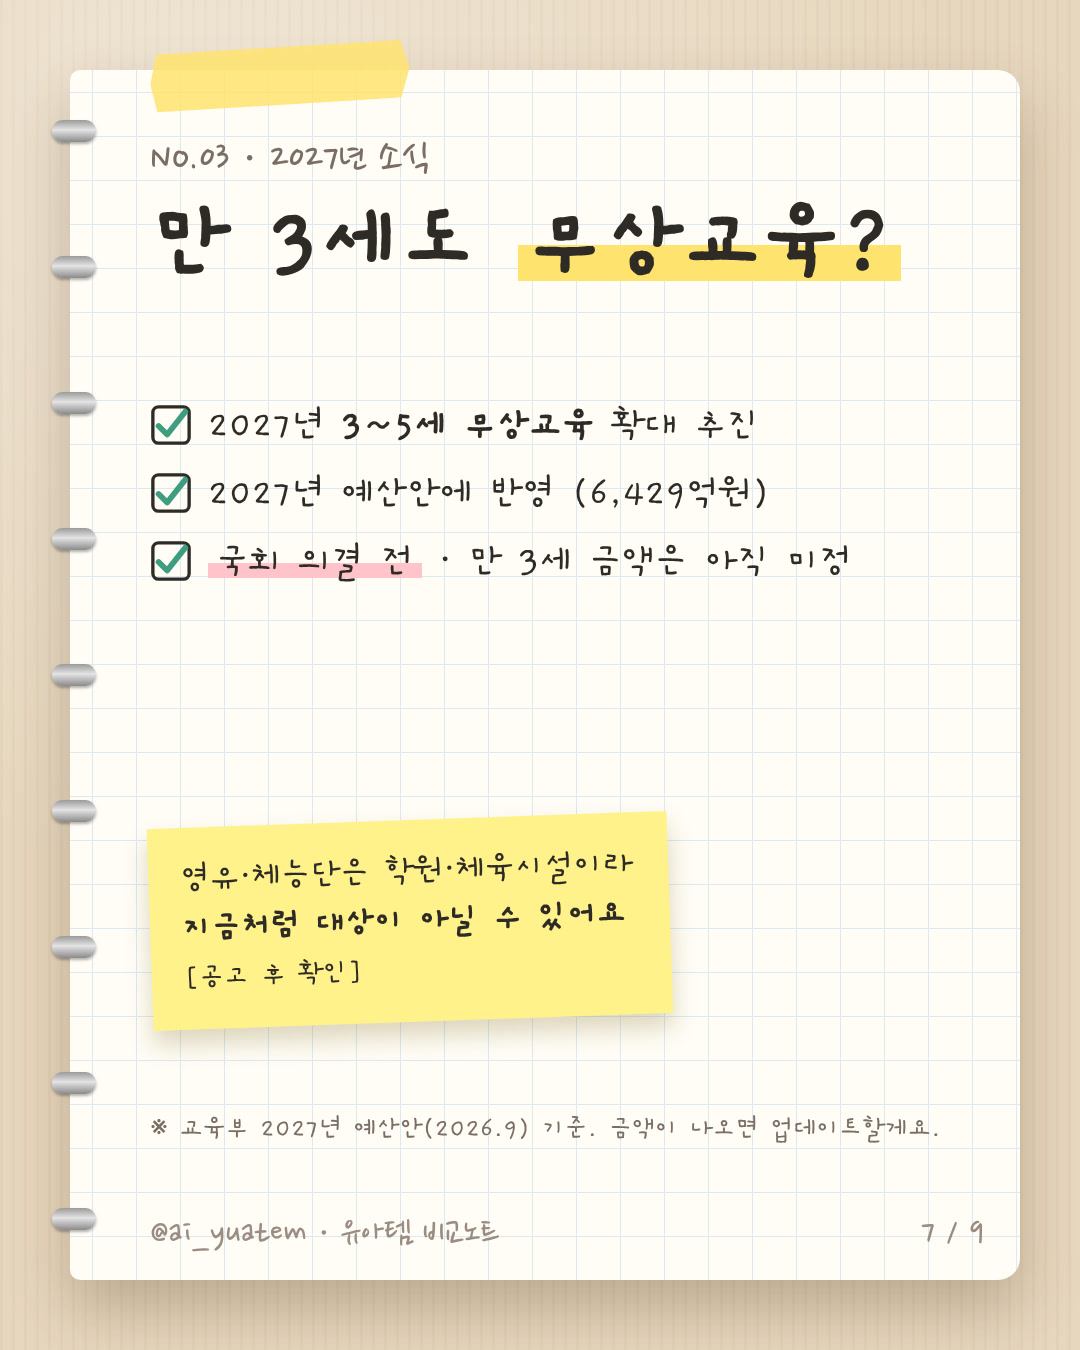 No.03 · 2027년 소식
만 3세도 무상교육?
2027년 3~5세 무상교육 확대 추진
2027년 예산안에 반영 (6,429억원)
국회 의결 전 · 만 3세 금액은 아직 미정
영유·체능단은 학원·체육시설이라
지금처럼 대상이 아닐 수 있어요
[공고 후 확인]
※ 교육부 2027년 예산안(2026.9) 기준. 금액이 나오면 업데이트할게요.
@ai_yuatem · 유아템 비교노트
7 / 9